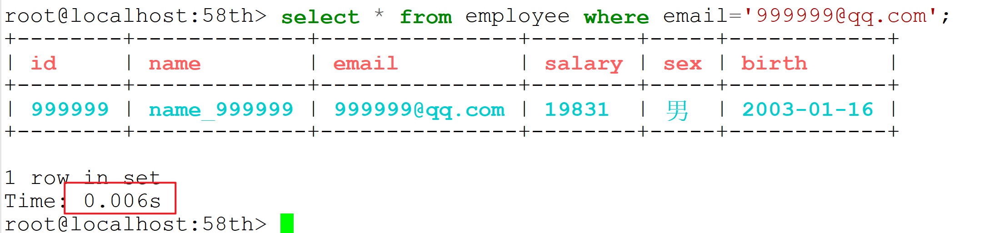 root@localhost:58th> select * from employee where email='999999@qq.com';
+--------+-------------+---------------+--------+-----+------------+
| id     | name        | email         | salary | sex | birth      |
+--------+-------------+---------------+--------+-----+------------+
| 999999 | name_999999 | 999999@qq.com | 19831  | 男  | 2003-01-16 |
+--------+-------------+---------------+--------+-----+------------+
1 row in set
Time: 0.006s
root@localhost:58th>